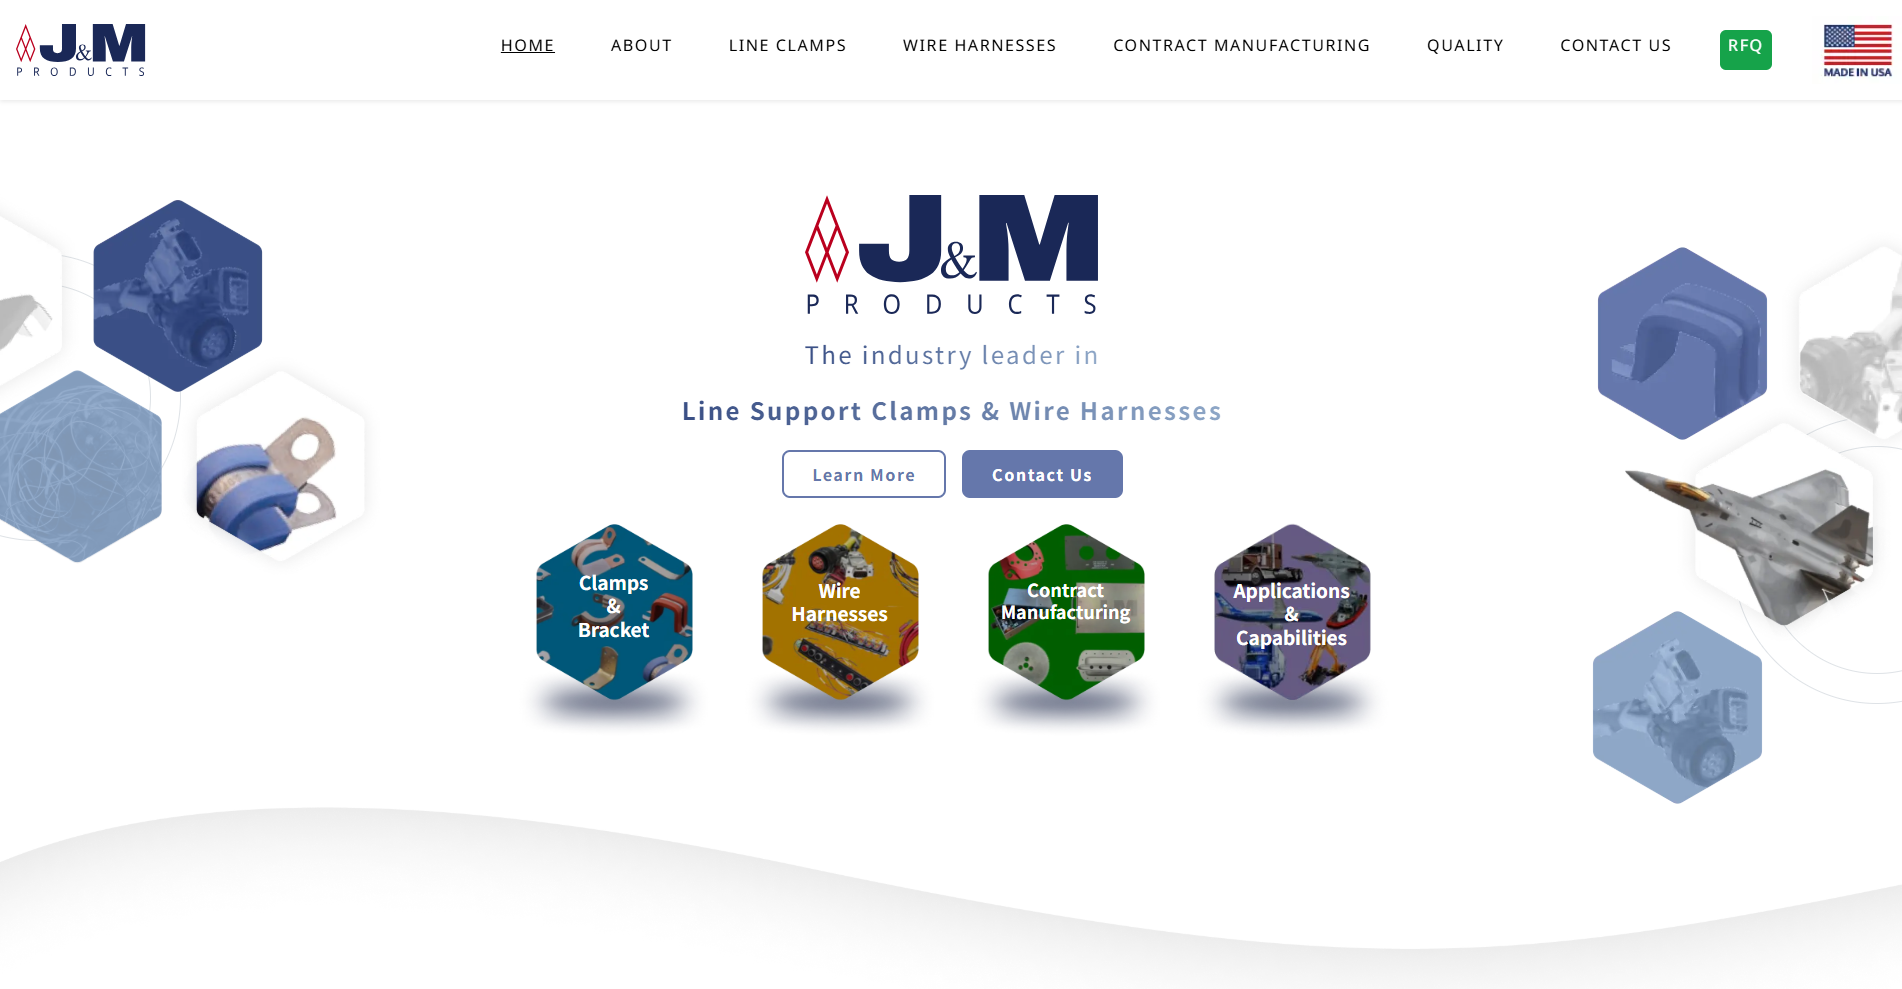 J&M
PRODUCTS
HOME
ABOUT
LINE CLAMPS
WIRE HARNESSES
CONTRACT MANUFACTURING
QUALITY
CONTACT US
RFQ
MADE IN USA
J&M
PRODUCTS
The industry leader in
Line Support Clamps & Wire Harnesses
Learn More
Contact Us
Clamps
&
Bracket
Wire
Harnesses
Contract
Manufacturing
Applications
&
Capabilities